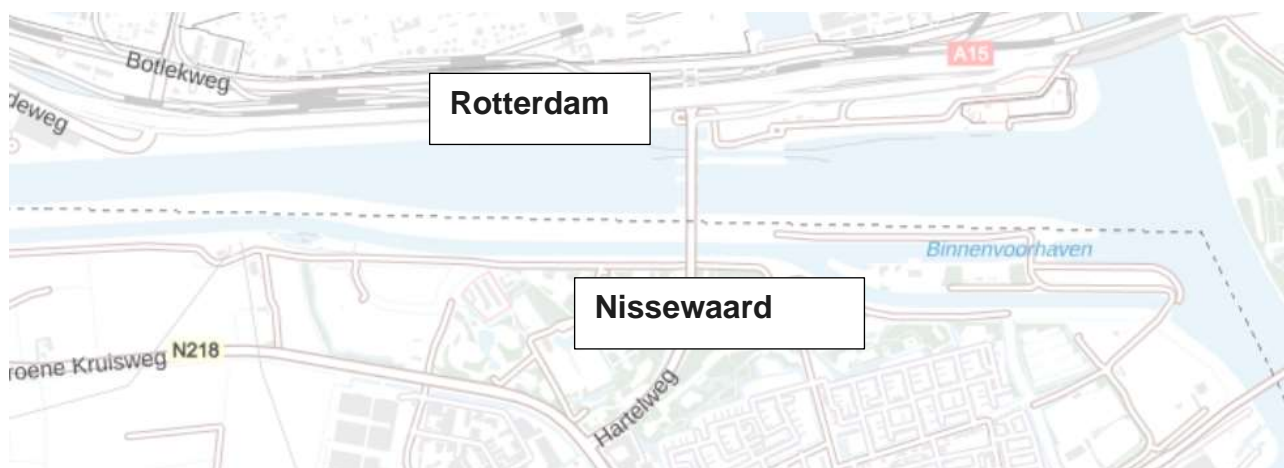 Botlekweg
A15
deweg
Rotterdam
Binnenvoorhaven
Nissewaard
roene Kruisweg
N218
Hartelweg